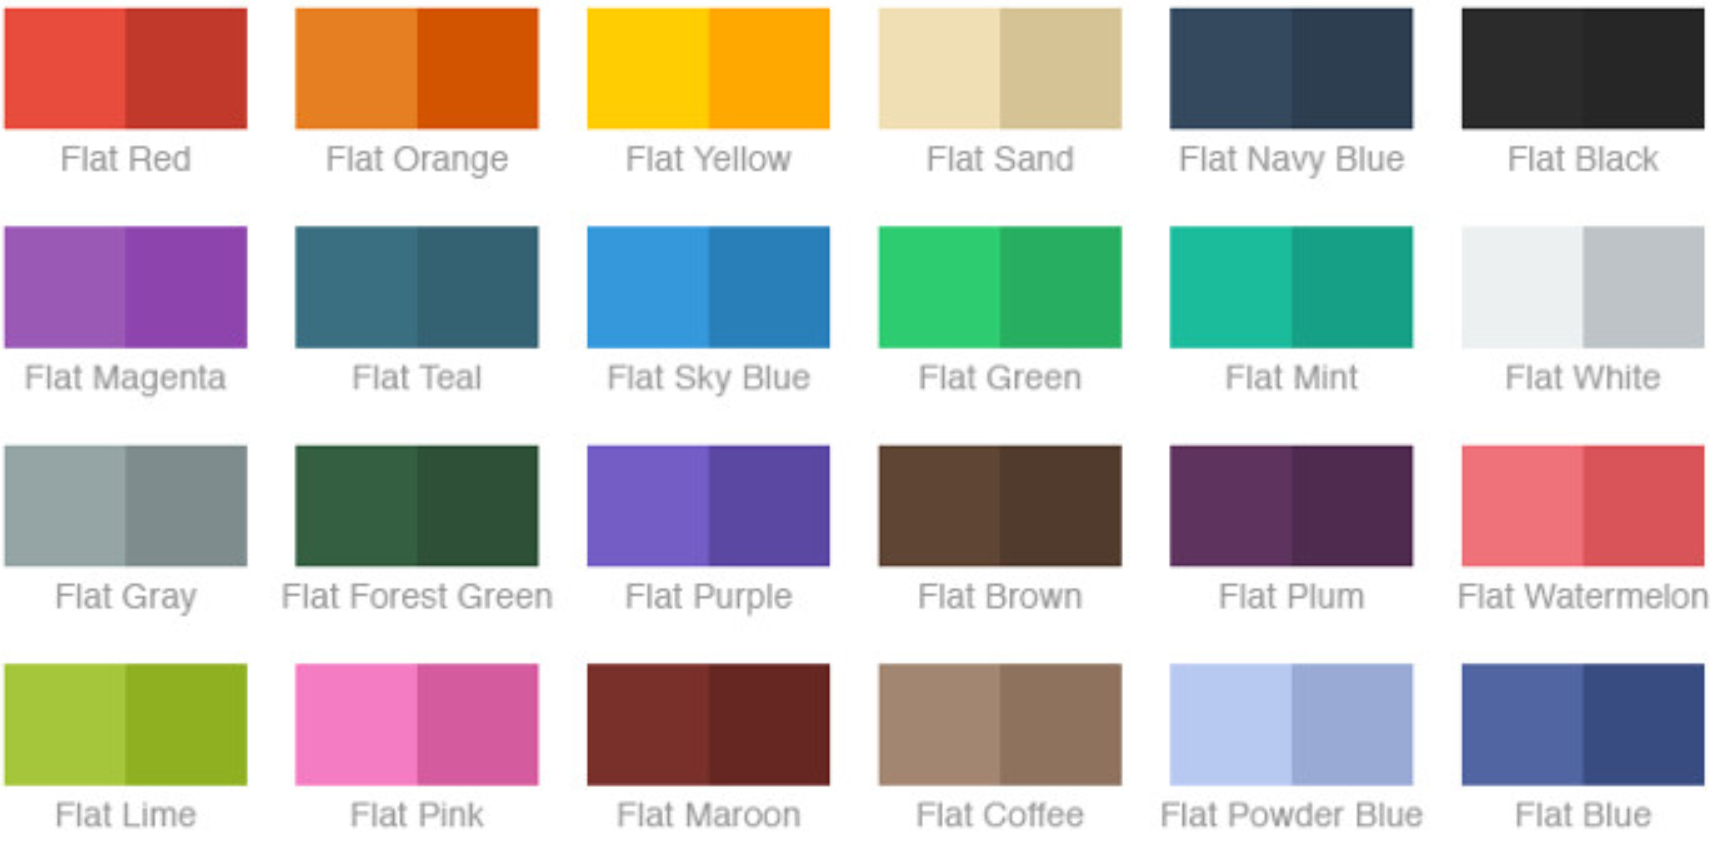 Flat Red
Flat Orange
Flat Yellow
Flat Sand
Flat Navy Blue
Flat Black
Flat Magenta
Flat Teal
Flat Sky Blue
Flat Green
Flat Mint
Flat White
Flat Gray
Flat Forest Green
Flat Purple
Flat Brown
Flat Plum
Flat Watermelon
Flat Lime
Flat Pink
Flat Maroon
Flat Coffee
Flat Powder Blue
Flat Blue